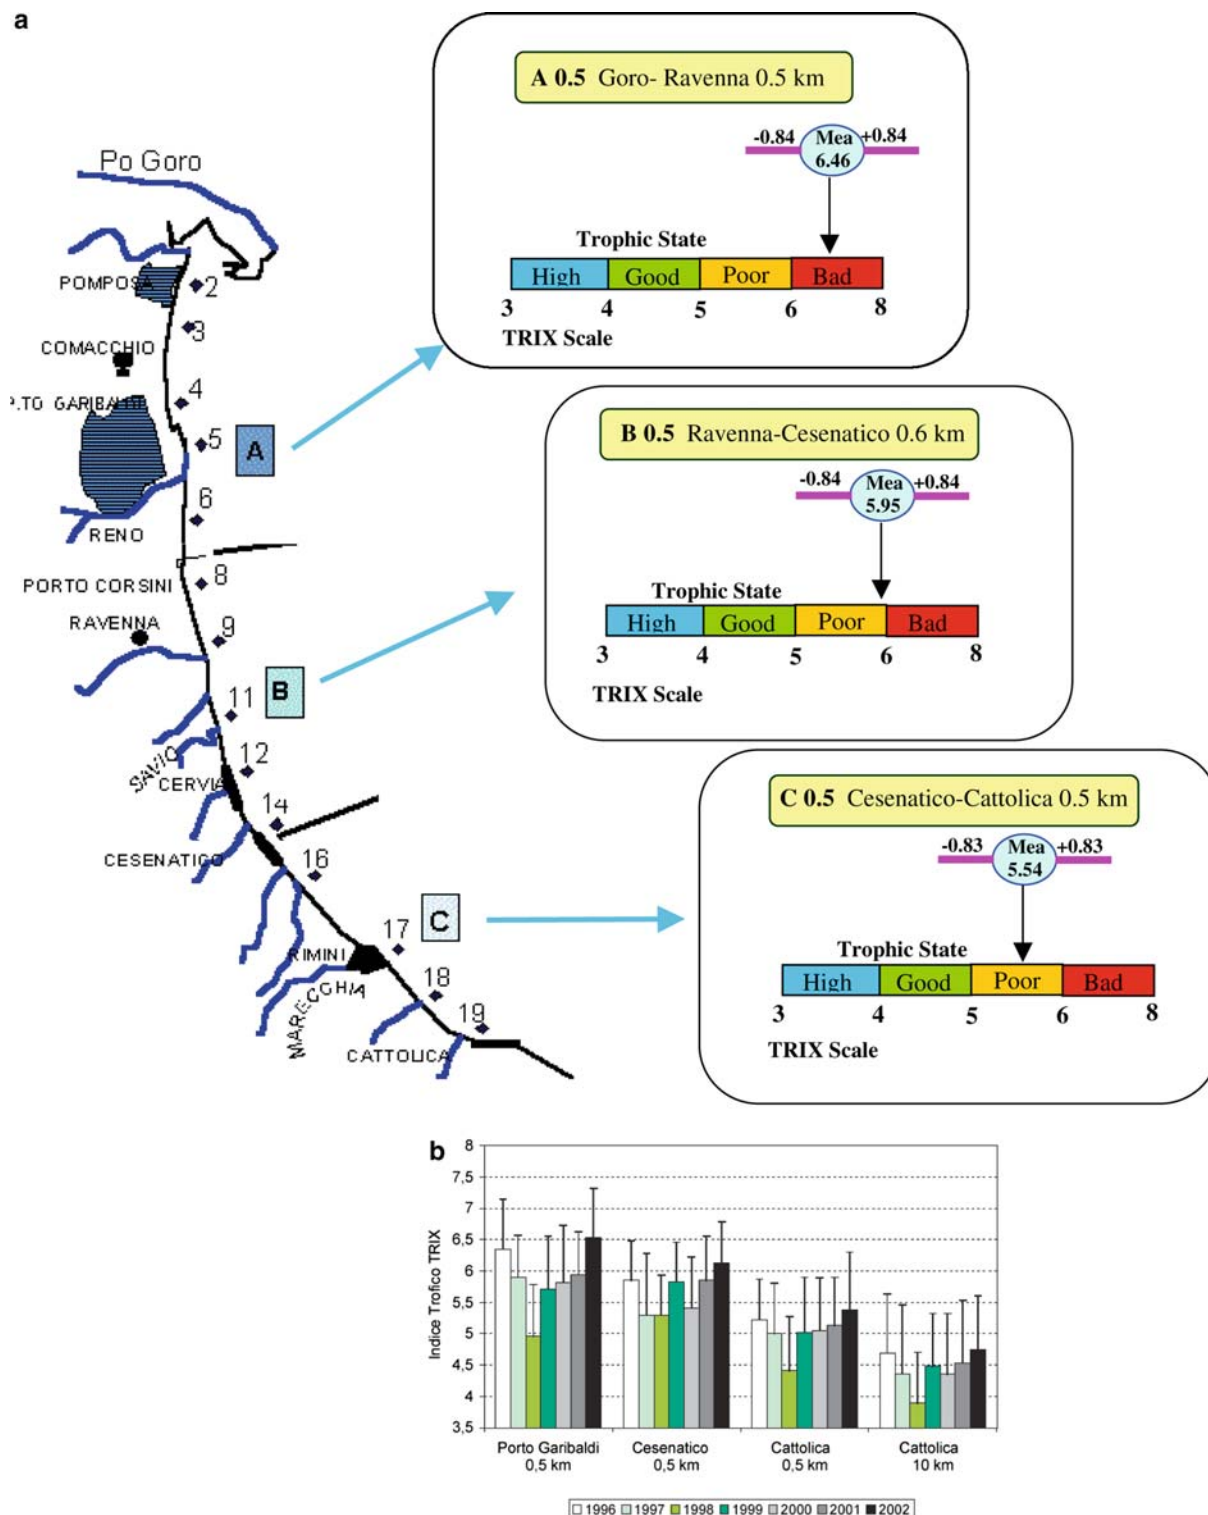 a
A 0.5 Goro- Ravenna 0.5 km
-0.84 Mea +0.84
6.46
Trophic State
High Good Poor Bad
3 4 5 6 8
TRIX Scale
Po Goro
POMPOSA
2
3
COMACCHIO
4
P.TO GARIBALDI
5
A
6
RENO
8
PORTO CORSINI
9
RAVENNA
B
11
SAVIO
12
CERVIA
14
CESENATICO
16
C
17
RIMINI
18
MARECCHIA
19
CATTOLICA
B 0.5 Ravenna-Cesenatico 0.6 km
-0.84 Mea +0.84
5.95
Trophic State
High Good Poor Bad
3 4 5 6 8
TRIX Scale
C 0.5 Cesenatico-Cattolica 0.5 km
-0.83 Mea +0.83
5.54
Trophic State
High Good Poor Bad
3 4 5 6 8
TRIX Scale
b
Indice Trofico TRIX
8
7,5
7
6,5
6
5,5
5
4,5
4
3,5
Porto Garibaldi Cesenatico Cattolica Cattolica
0,5 km 0,5 km 0,5 km 10 km
1996 1997 1998 1999 2000 2001 2002